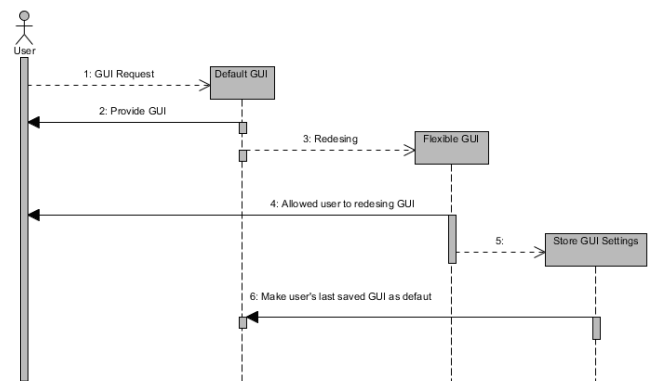 User
1: GUI Request
Default GUI
2: Provide GUI
3: Redesing
Flexible GUI
4: Allowed user to redesing GUI
5:
Store GUI Settings
6: Make user's last saved GUI as defaut